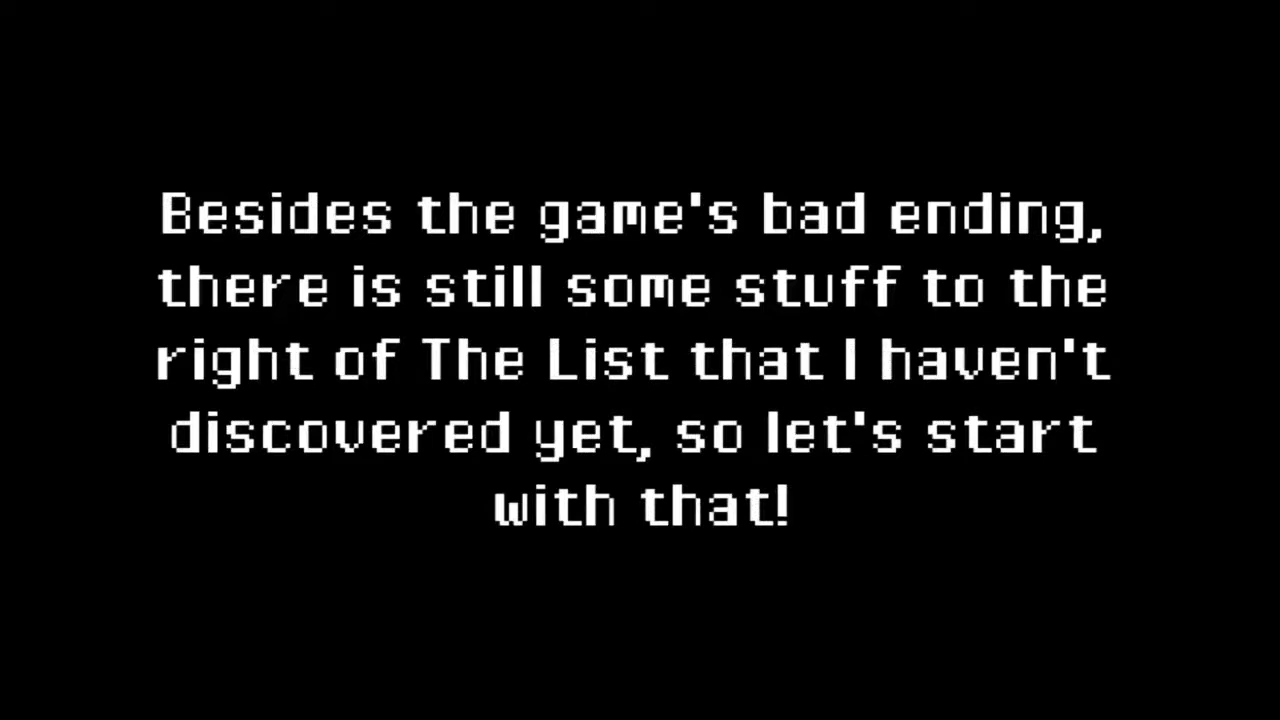 Besides the game's bad ending,
there is still some stuff to the
right of The List that I haven't
discovered yet, so let's start
with that!